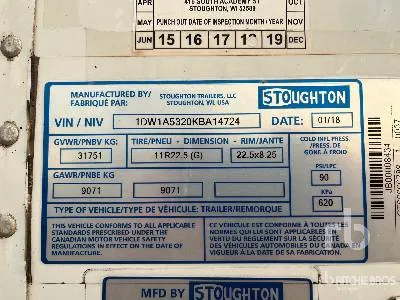 APR OCT
STOUGHTON, WI 53589
MAY PUNCH OUT DATE OF INSPECTION MONTH / YEAR NOV
JUN 15 16 17 18 19 DEC
MANUFACTURED BY/
FABRIQUÉ PAR:
STOUGHTON TRAILERS, LLC
STOUGHTON, WI, USA
STOUGHTON
VIN / NIV 1DW1A5320KBA14724 DATE: 01/18
GVWR/PNBV KG: TIRE/PNEU - DIMENSION - RIM/JANTE COLD INFL. PRESS./
PRESS. DE
GONF. À FROID
31751 11R22.5 (G) 22.5x8.25
GAWR/PNBE KG PSI/LPC
90
9071 9071 KPA
620
TYPE OF VEHICLE/TYPE DE VÉHICULE: TRAILER/REMORQUE
THIS VEHICLE CONFORMS TO ALL APPLICABLE
STANDARDS PRESCRIBED UNDER THE
CANADIAN MOTOR VEHICLE SAFETY
REGULATIONS IN EFFECT ON THE DATE OF
MANUFACTURE.
CE VÉHICULE EST CONFORME À TOUTES LES
NORMES QUI LUI SONT APPLICABLES EN
VERTU DU RÈGLEMENT SUR LA SÉCURITÉ
DES VÉHICULES AUTOMOBILES DU CANADA EN
VIGUEUR À LA DATE DE SA FABRICATION.
MFD BY STOUGHTON
rb
ritchie bros